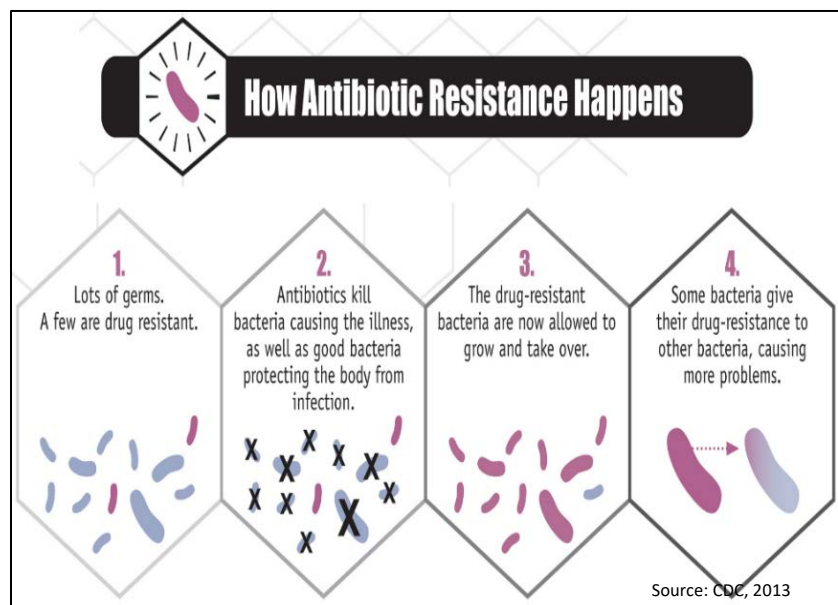 How Antibiotic Resistance Happens
1.
Lots of germs.
A few are drug resistant.
2.
Antibiotics kill
bacteria causing the illness,
as well as good bacteria
protecting the body from
infection.
X X X X X X X X X X
3.
The drug-resistant
bacteria are now allowed to
grow and take over.
4.
Some bacteria give
their drug-resistance to
other bacteria, causing
more problems.
Source: CDC, 2013